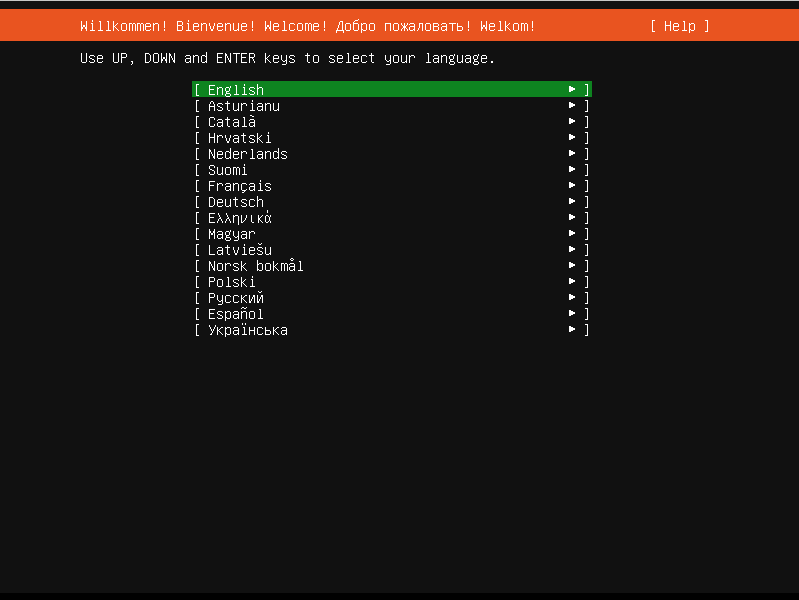 Willkommen! Bienvenue! Welcome! Добро пожаловать! Welkom! [ Help ]
Use UP, DOWN and ENTER keys to select your language.
[ English ► ]
[ Asturianu ► ]
[ Català ► ]
[ Hrvatski ► ]
[ Nederlands ► ]
[ Suomi ► ]
[ Français ► ]
[ Deutsch ► ]
[ Ελληνικά ► ]
[ Magyar ► ]
[ Latviešu ► ]
[ Norsk bokmål ► ]
[ Polski ► ]
[ Русский ► ]
[ Español ► ]
[ Українська ► ]